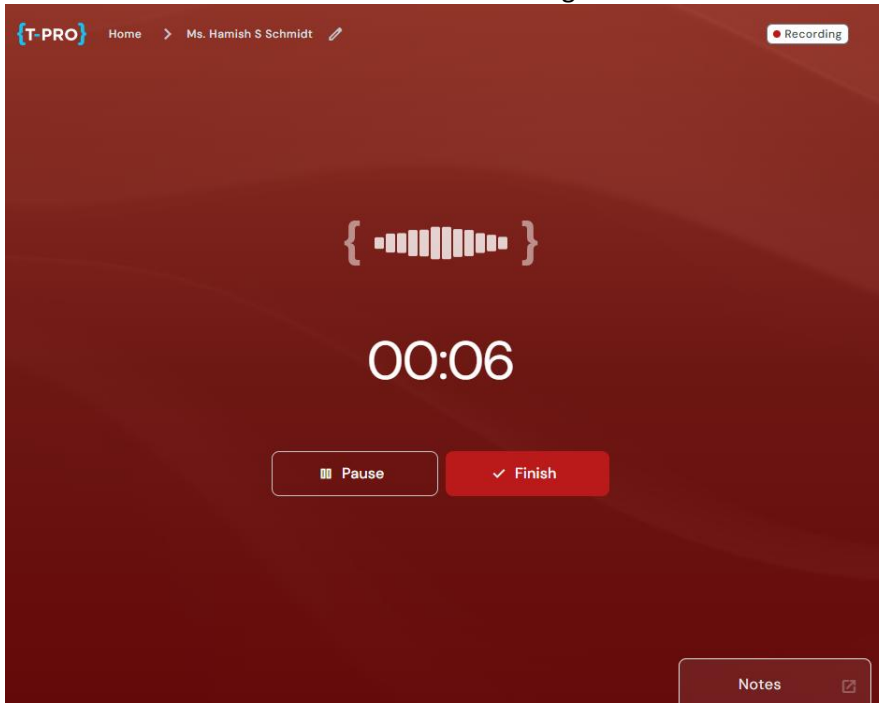 {T-PRO} Home > Ms. Hamish S Schmidt
Recording
{ }
00:06
Pause
Finish
Notes